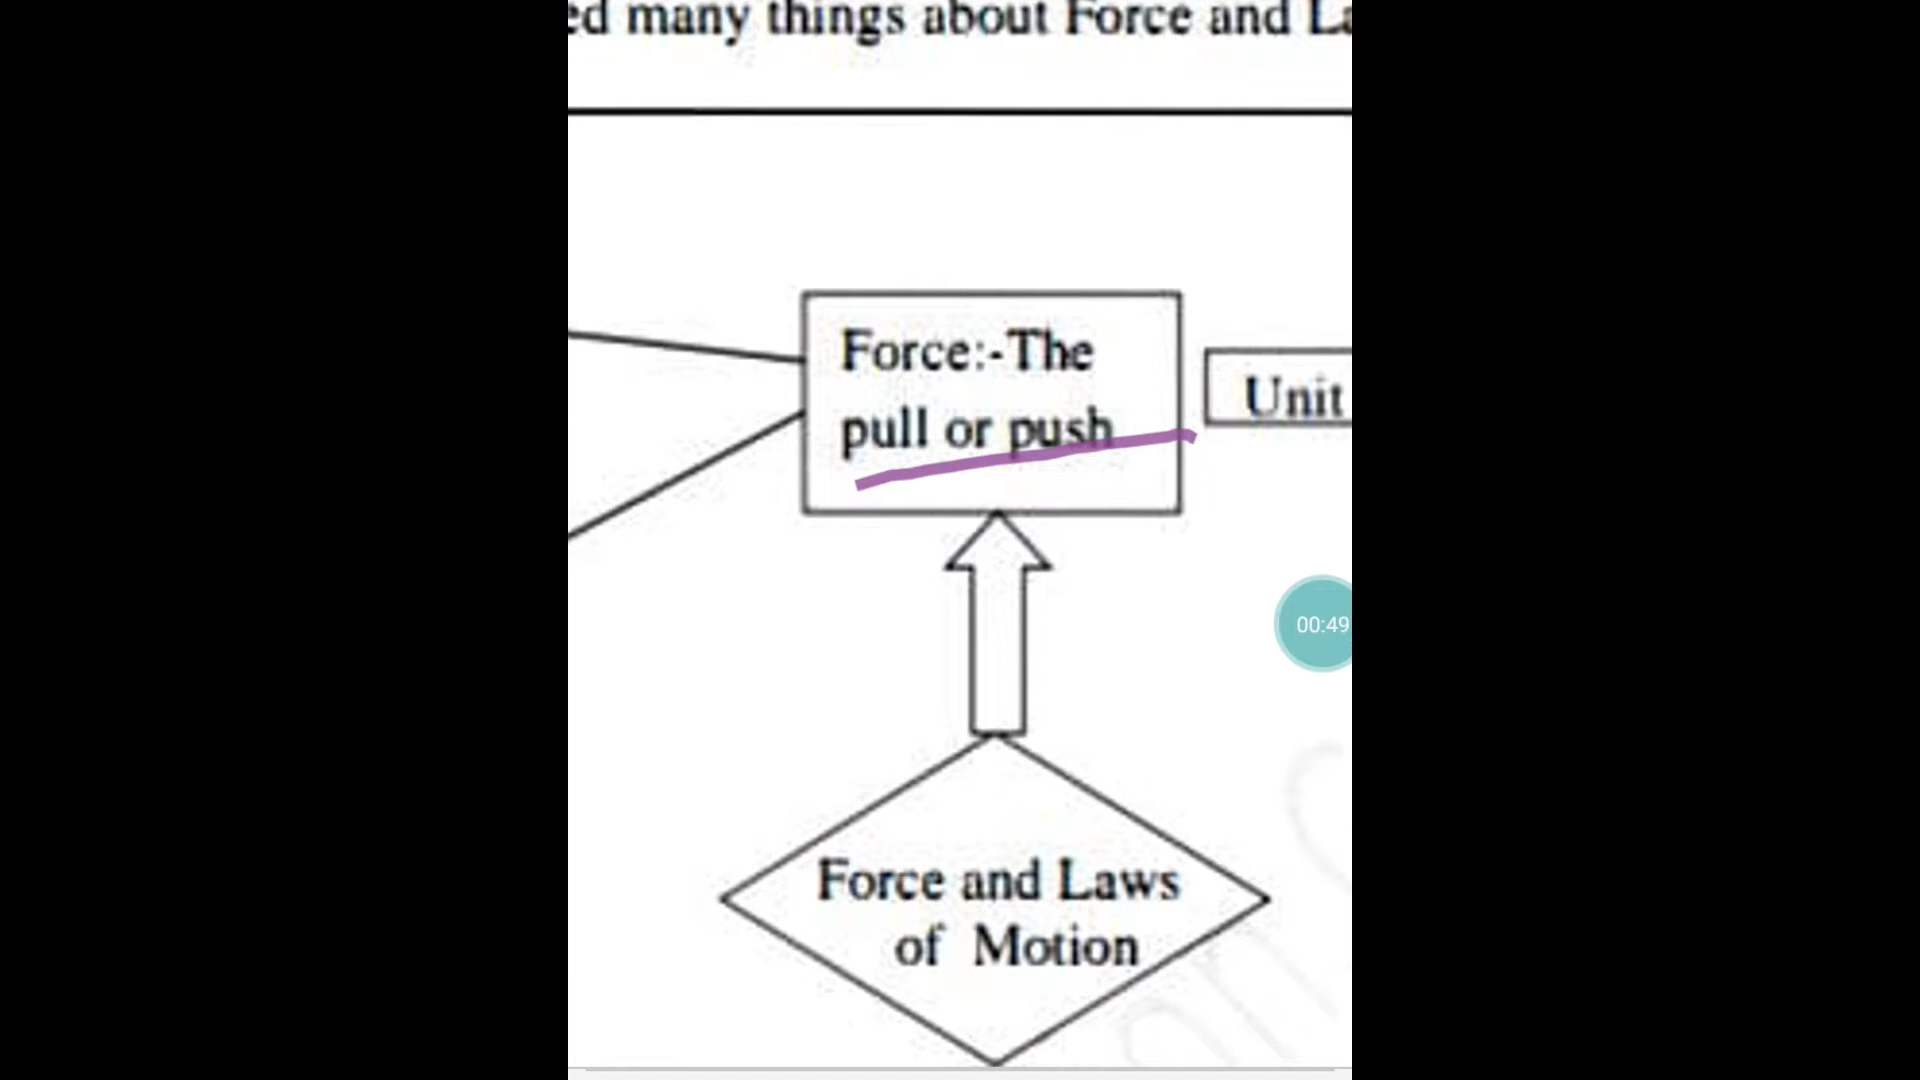 ed many things about Force and La
Force:-The
pull or push
Unit
00:49
Force and Laws
of Motion